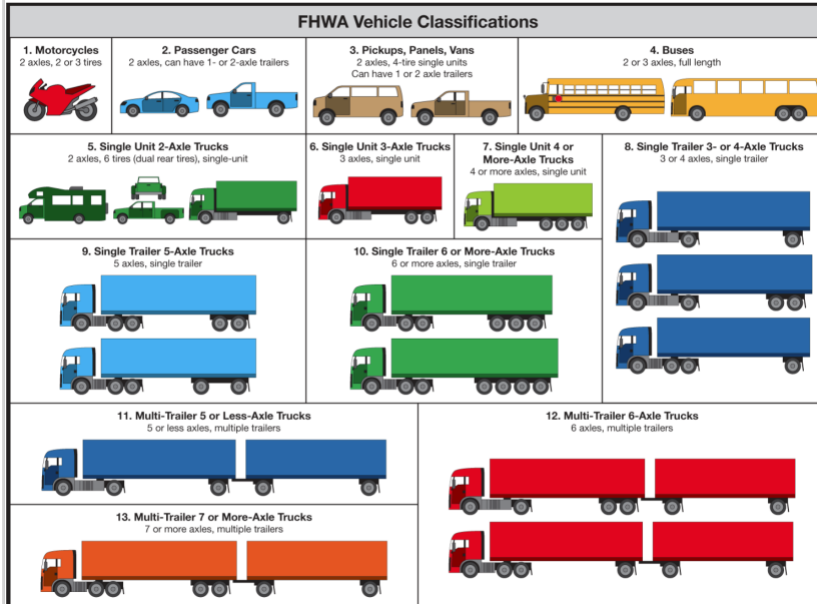 FHWA Vehicle Classifications
1. Motorcycles
2 axles, 2 or 3 tires
2. Passenger Cars
2 axles, can have 1- or 2-axle trailers
3. Pickups, Panels, Vans
2 axles, 4-tire single units
Can have 1 or 2 axle trailers
4. Buses
2 or 3 axles, full length
5. Single Unit 2-Axle Trucks
2 axles, 6 tires (dual rear tires), single-unit
6. Single Unit 3-Axle Trucks
3 axles, single unit
7. Single Unit 4 or
More-Axle Trucks
4 or more axles, single unit
8. Single Trailer 3- or 4-Axle Trucks
3 or 4 axles, single trailer
9. Single Trailer 5-Axle Trucks
5 axles, single trailer
10. Single Trailer 6 or More-Axle Trucks
6 or more axles, single trailer
11. Multi-Trailer 5 or Less-Axle Trucks
5 or less axles, multiple trailers
12. Multi-Trailer 6-Axle Trucks
6 axles, multiple trailers
13. Multi-Trailer 7 or More-Axle Trucks
7 or more axles, multiple trailers